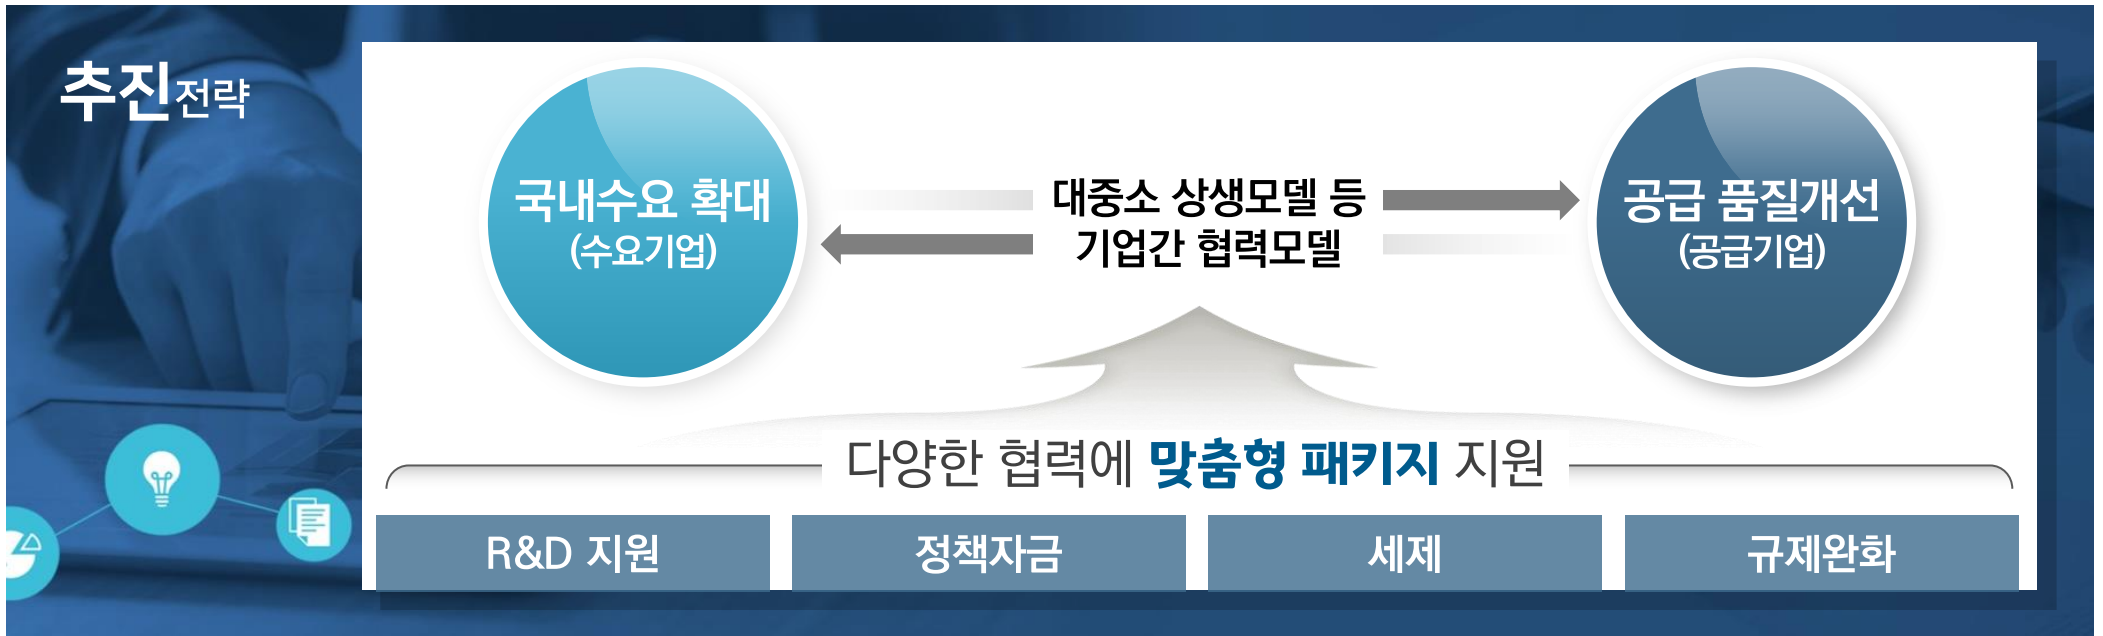 추진전략
국내수요 확대
(수요기업)
대중소 상생모델 등
기업간 협력모델
공급 품질개선
(공급기업)
다양한 협력에 맞춤형 패키지 지원
R&D 지원
정책자금
세제
규제완화